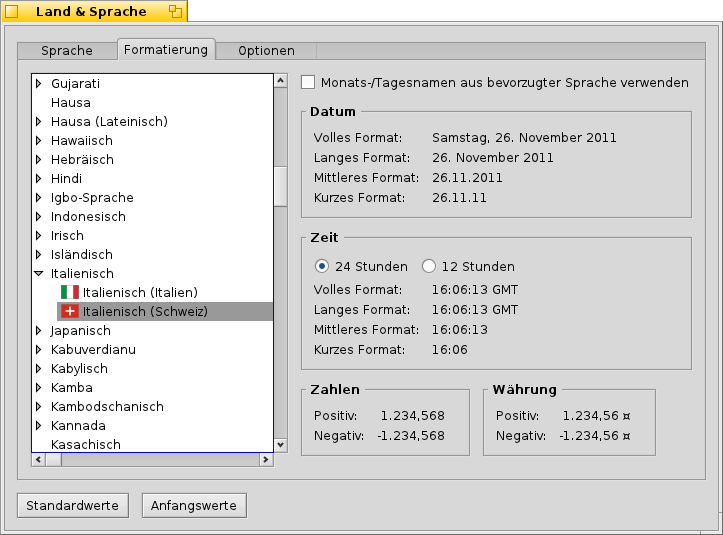 Land & Sprache
Sprache
Formatierung
Optionen
Gujarati
Hausa
Hausa (Lateinisch)
Hawaiisch
Hebräisch
Hindi
Igbo-Sprache
Indonesisch
Irisch
Isländisch
Italienisch
Italienisch (Italien)
Italienisch (Schweiz)
Japanisch
Kabuverdianu
Kabylisch
Kamba
Kambodschanisch
Kannada
Kasachisch
Monats-/Tagesnamen aus bevorzugter Sprache verwenden
Datum
Volles Format: Samstag, 26. November 2011
Langes Format: 26. November 2011
Mittleres Format: 26.11.2011
Kurzes Format: 26.11.11
Zeit
24 Stunden 12 Stunden
Volles Format: 16:06:13 GMT
Langes Format: 16:06:13 GMT
Mittleres Format: 16:06:13
Kurzes Format: 16:06
Zahlen
Positiv: 1.234,568
Negativ: -1.234,568
Währung
Positiv: 1.234,56 ¤
Negativ: -1.234,56 ¤
Standardwerte
Anfangswerte